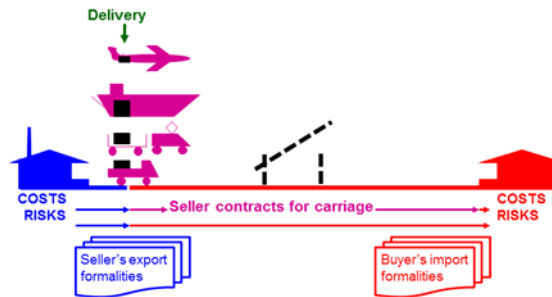 Delivery
COSTS
RISKS
Seller contracts for carriage
COSTS
RISKS
Seller's export
formalities
Buyer's import
formalities